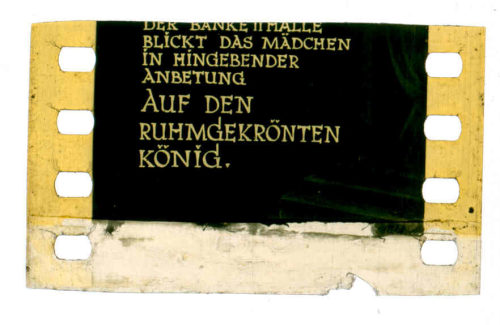 DER BANKETTHALLE
BLICKT DAS MÄDCHEN
IN HINGEBENDER
ANBETUNG
AUF DEN
RUHMGEKRÖNTEN
KÖNIG.